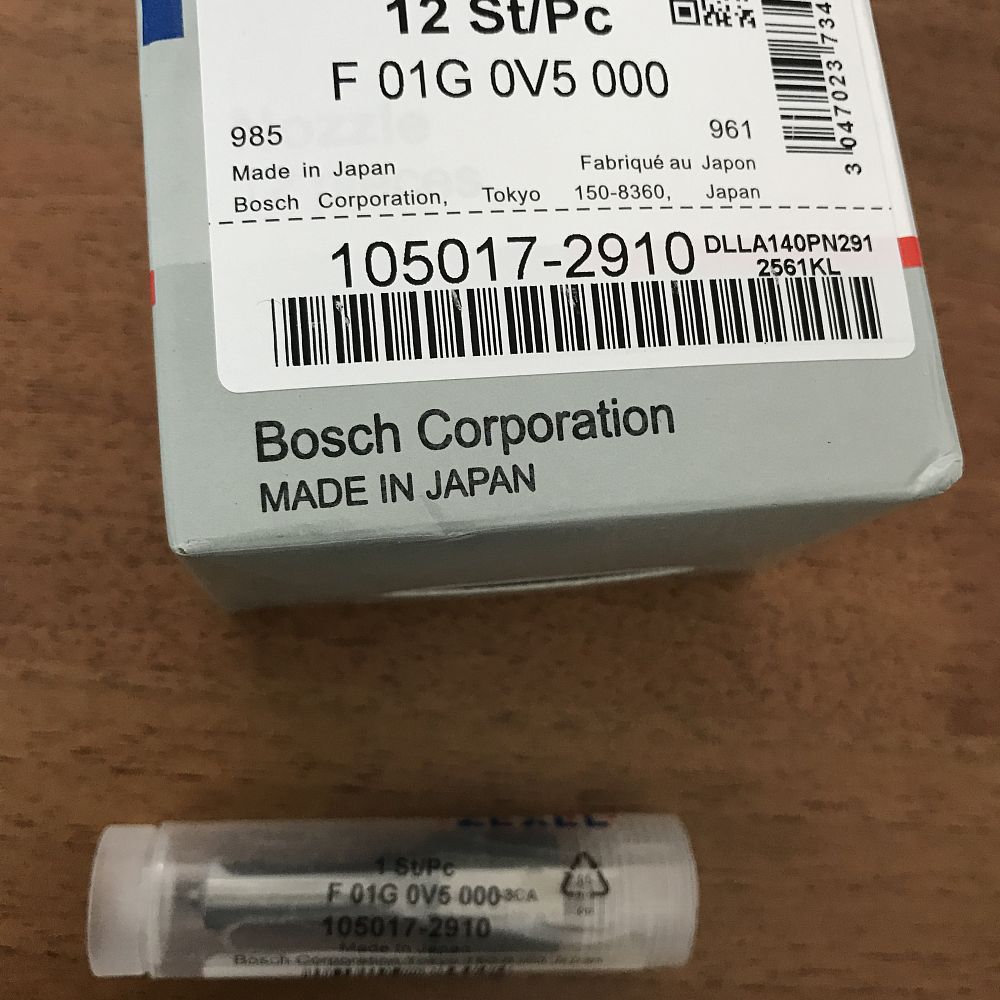 12 St/Pc
F 01G 0V5 000
985
961
Made in Japan
Fabriqué au Japon
Bosch Corporation, Tokyo 150-8360, Japan
105017-2910
DLLA140PN291
2561KL
Bosch Corporation
MADE IN JAPAN
1 St/Pc
F 01G 0V5 000
105017-2910
Made in Japan
Bosch Corporation